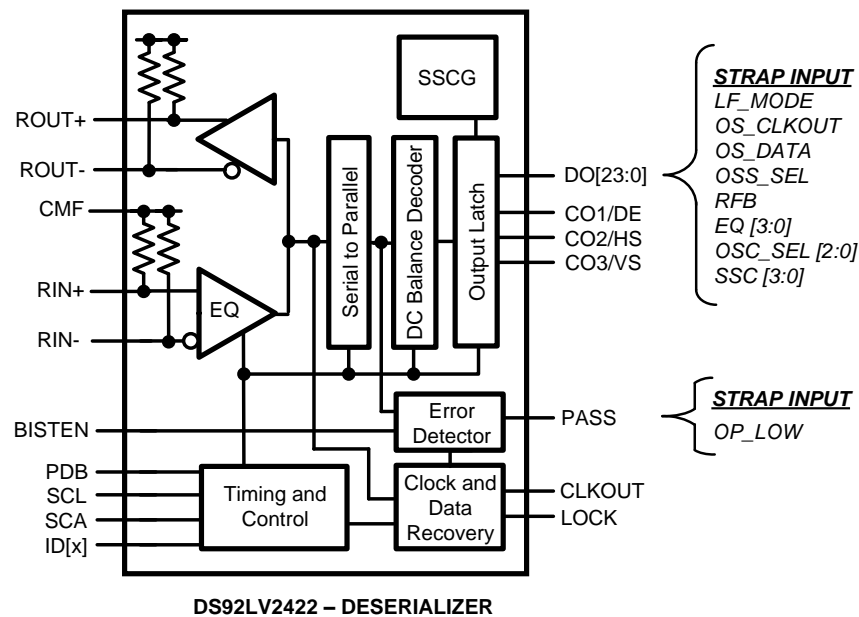 ROUT+
ROUT-
CMF
RIN+
RIN-
BISTEN
PDB
SCL
SCA
ID[x]
EQ
Serial to Parallel
DC Balance Decoder
Output Latch
SSCG
Error
Detector
Timing and
Control
Clock and
Data
Recovery
DO[23:0]
CO1/DE
CO2/HS
CO3/VS
PASS
CLKOUT
LOCK
STRAP INPUT
LF_MODE
OS_CLKOUT
OS_DATA
OSS_SEL
RFB
EQ [3:0]
OSC_SEL [2:0]
SSC [3:0]
STRAP INPUT
OP_LOW
DS92LV2422 – DESERIALIZER